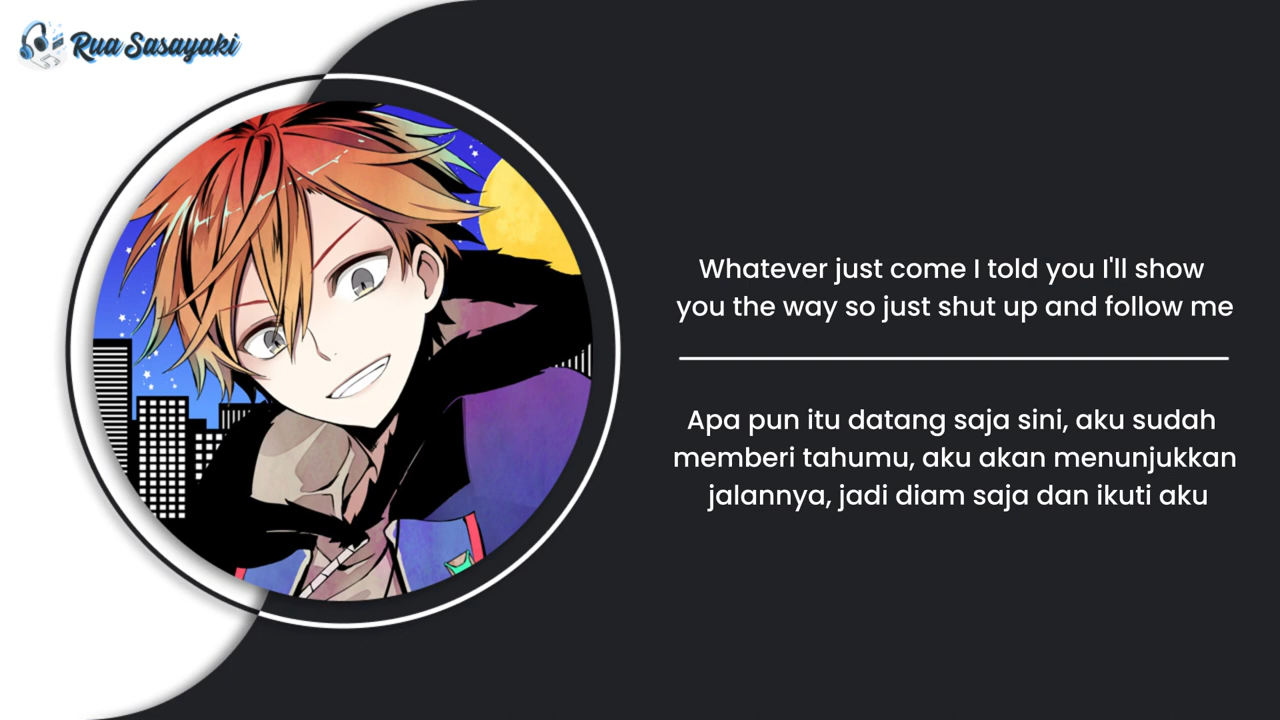 Rua Sasayaki
Whatever just come I told you I'll show
you the way so just shut up and follow me
Apa pun itu datang saja sini, aku sudah
memberi tahumu, aku akan menunjukkan
jalannya, jadi diam saja dan ikuti aku